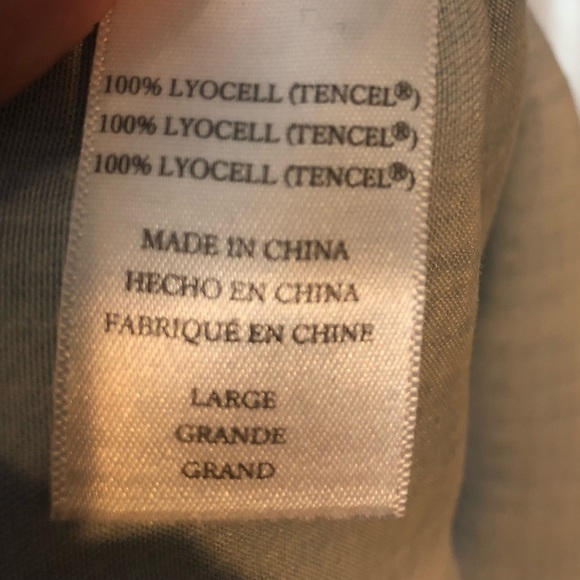 100% LYOCELL (TENCEL®)
100% LYOCELL (TENCEL®)
100% LYOCELL (TENCEL®)
MADE IN CHINA
HECHO EN CHINA
FABRIQUÉ EN CHINE
LARGE
GRANDE
GRAND